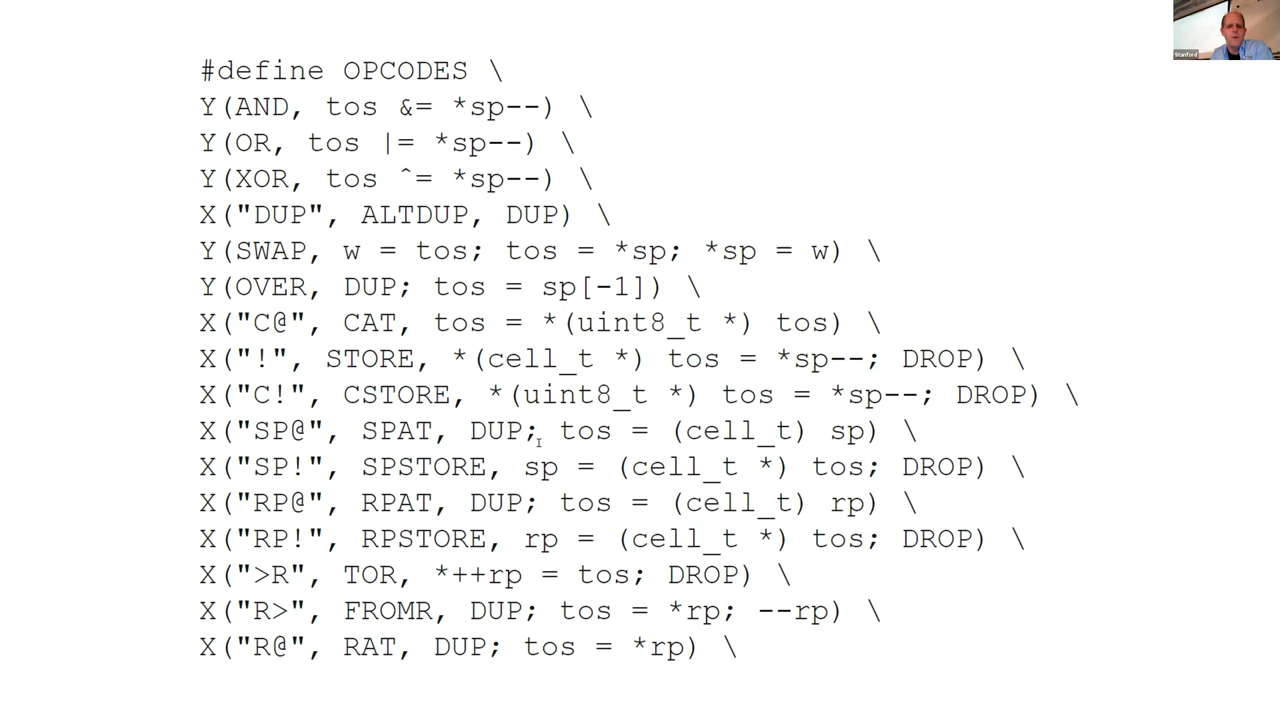 #define OPCODES \
Y(AND, tos &= *sp--) \
Y(OR, tos |= *sp--) \
Y(XOR, tos ^= *sp--) \
X("DUP", ALTDUP, DUP) \
Y(SWAP, w = tos; tos = *sp; *sp = w) \
Y(OVER, DUP; tos = sp[-1]) \
X("C@", CAT, tos = *(uint8_t *) tos) \
X("!", STORE, *(cell_t *) tos = *sp--; DROP) \
X("C!", CSTORE, *(uint8_t *) tos = *sp--; DROP) \
X("SP@", SPAT, DUP; tos = (cell_t) sp) \
X("SP!", SPSTORE, sp = (cell_t *) tos; DROP) \
X("RP@", RPAT, DUP; tos = (cell_t) rp) \
X("RP!", RPSTORE, rp = (cell_t *) tos; DROP) \
X(">R", TOR, *++rp = tos; DROP) \
X("R>", FROMR, DUP; tos = *rp; --rp) \
X("R@", RAT, DUP; tos = *rp) \
Stanford